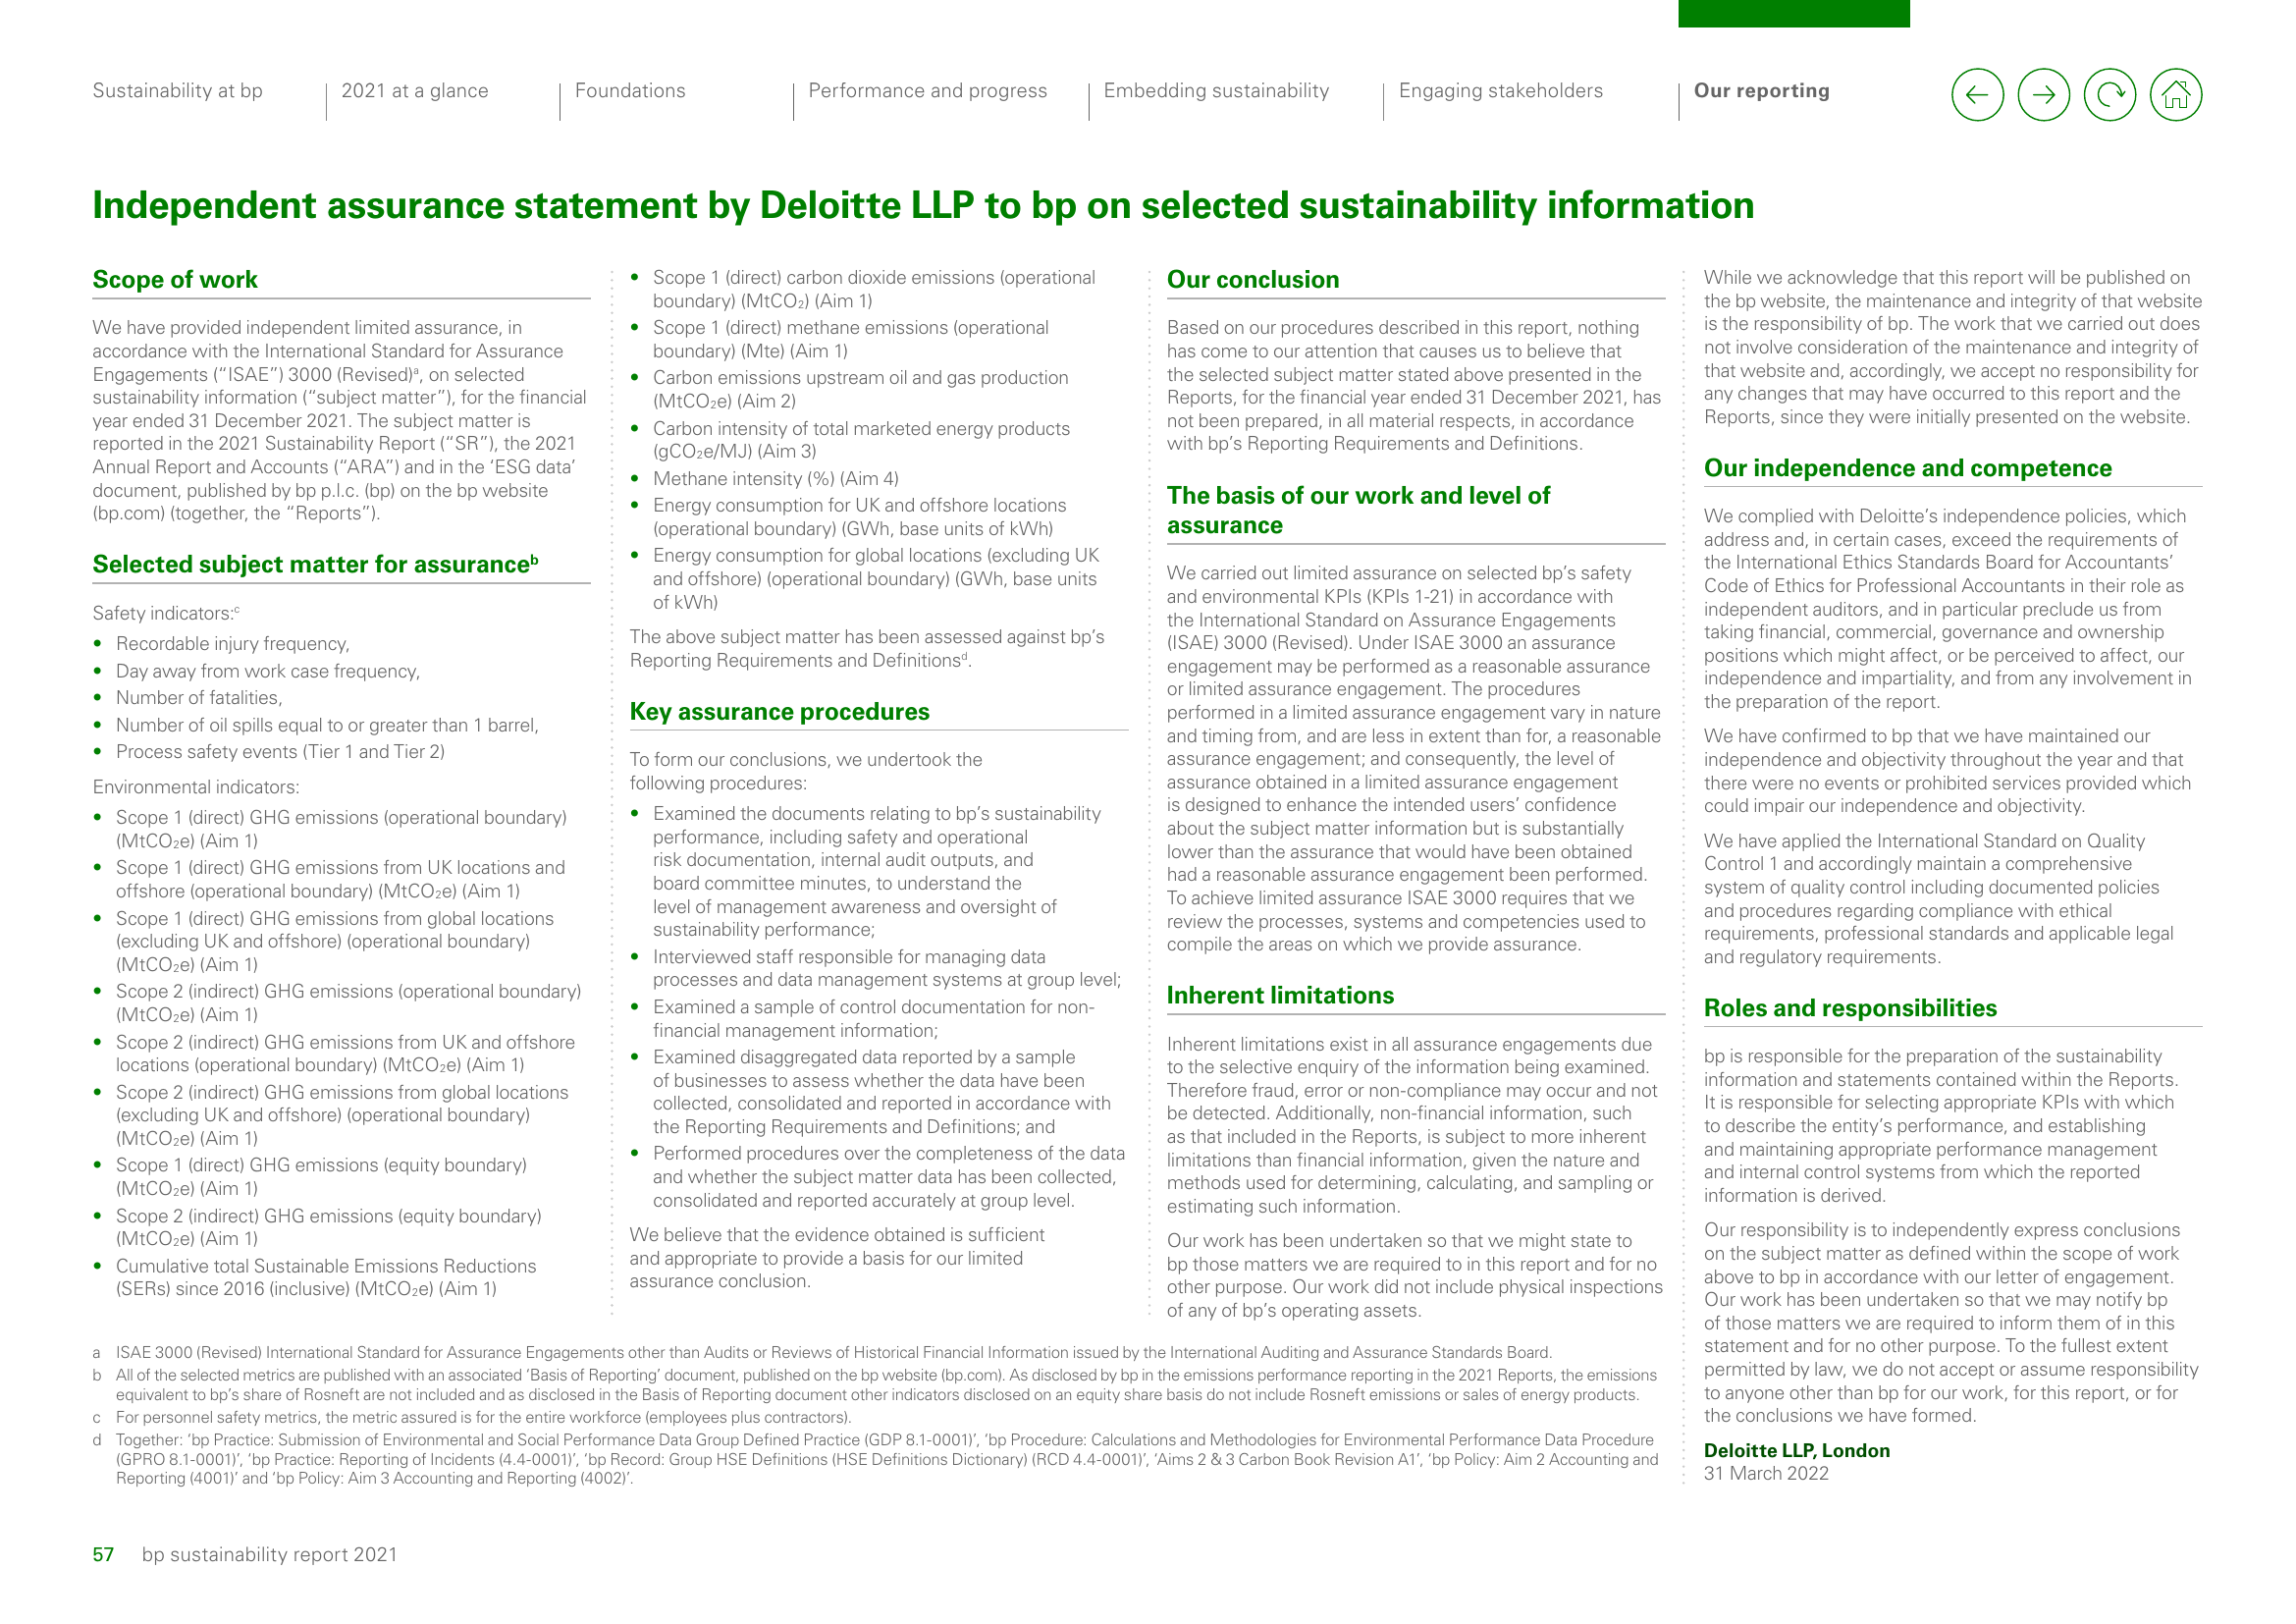 Sustainability at bp
2021 at a glance
Foundations
Performance and progress
Embedding sustainability
Engaging stakeholders
Our reporting
Independent assurance statement by Deloitte LLP to bp on selected sustainability information
Scope of work
We have provided independent limited assurance, in
accordance with the International Standard for Assurance
Engagements (“ISAE”) 3000 (Revised)ᵃ, on selected
sustainability information (“subject matter”), for the financial
year ended 31 December 2021. The subject matter is
reported in the 2021 Sustainability Report (“SR”), the 2021
Annual Report and Accounts (“ARA”) and in the ‘ESG data’
document, published by bp p.l.c. (bp) on the bp website
(bp.com) (together, the “Reports”).
Selected subject matter for assuranceᵇ
Safety indicators:ᶜ
• Recordable injury frequency,
• Day away from work case frequency,
• Number of fatalities,
• Number of oil spills equal to or greater than 1 barrel,
• Process safety events (Tier 1 and Tier 2)
Environmental indicators:
• Scope 1 (direct) GHG emissions (operational boundary)
(MtCO₂e) (Aim 1)
• Scope 1 (direct) GHG emissions from UK locations and
offshore (operational boundary) (MtCO₂e) (Aim 1)
• Scope 1 (direct) GHG emissions from global locations
(excluding UK and offshore) (operational boundary)
(MtCO₂e) (Aim 1)
• Scope 2 (indirect) GHG emissions (operational boundary)
(MtCO₂e) (Aim 1)
• Scope 2 (indirect) GHG emissions from UK and offshore
locations (operational boundary) (MtCO₂e) (Aim 1)
• Scope 2 (indirect) GHG emissions from global locations
(excluding UK and offshore) (operational boundary)
(MtCO₂e) (Aim 1)
• Scope 1 (direct) GHG emissions (equity boundary)
(MtCO₂e) (Aim 1)
• Scope 2 (indirect) GHG emissions (equity boundary)
(MtCO₂e) (Aim 1)
• Cumulative total Sustainable Emissions Reductions
(SERs) since 2016 (inclusive) (MtCO₂e) (Aim 1)
• Scope 1 (direct) carbon dioxide emissions (operational
boundary) (MtCO₂) (Aim 1)
• Scope 1 (direct) methane emissions (operational
boundary) (Mte) (Aim 1)
• Carbon emissions upstream oil and gas production
(MtCO₂e) (Aim 2)
• Carbon intensity of total marketed energy products
(gCO₂e/MJ) (Aim 3)
• Methane intensity (%) (Aim 4)
• Energy consumption for UK and offshore locations
(operational boundary) (GWh, base units of kWh)
• Energy consumption for global locations (excluding UK
and offshore) (operational boundary) (GWh, base units
of kWh)
The above subject matter has been assessed against bp’s
Reporting Requirements and Definitionsᵈ.
Key assurance procedures
To form our conclusions, we undertook the
following procedures:
• Examined the documents relating to bp’s sustainability
performance, including safety and operational
risk documentation, internal audit outputs, and
board committee minutes, to understand the
level of management awareness and oversight of
sustainability performance;
• Interviewed staff responsible for managing data
processes and data management systems at group level;
• Examined a sample of control documentation for non-
financial management information;
• Examined disaggregated data reported by a sample
of businesses to assess whether the data have been
collected, consolidated and reported in accordance with
the Reporting Requirements and Definitions; and
• Performed procedures over the completeness of the data
and whether the subject matter data has been collected,
consolidated and reported accurately at group level.
We believe that the evidence obtained is sufficient
and appropriate to provide a basis for our limited
assurance conclusion.
Our conclusion
Based on our procedures described in this report, nothing
has come to our attention that causes us to believe that
the selected subject matter stated above presented in the
Reports, for the financial year ended 31 December 2021, has
not been prepared, in all material respects, in accordance
with bp’s Reporting Requirements and Definitions.
The basis of our work and level of
assurance
We carried out limited assurance on selected bp’s safety
and environmental KPIs (KPIs 1-21) in accordance with
the International Standard on Assurance Engagements
(ISAE) 3000 (Revised). Under ISAE 3000 an assurance
engagement may be performed as a reasonable assurance
or limited assurance engagement. The procedures
performed in a limited assurance engagement vary in nature
and timing from, and are less in extent than for, a reasonable
assurance engagement; and consequently, the level of
assurance obtained in a limited assurance engagement
is designed to enhance the intended users’ confidence
about the subject matter information but is substantially
lower than the assurance that would have been obtained
had a reasonable assurance engagement been performed.
To achieve limited assurance ISAE 3000 requires that we
review the processes, systems and competencies used to
compile the areas on which we provide assurance.
Inherent limitations
Inherent limitations exist in all assurance engagements due
to the selective enquiry of the information being examined.
Therefore fraud, error or non-compliance may occur and not
be detected. Additionally, non-financial information, such
as that included in the Reports, is subject to more inherent
limitations than financial information, given the nature and
methods used for determining, calculating, and sampling or
estimating such information.
Our work has been undertaken so that we might state to
bp those matters we are required to in this report and for no
other purpose. Our work did not include physical inspections
of any of bp’s operating assets.
While we acknowledge that this report will be published on
the bp website, the maintenance and integrity of that website
is the responsibility of bp. The work that we carried out does
not involve consideration of the maintenance and integrity of
that website and, accordingly, we accept no responsibility for
any changes that may have occurred to this report and the
Reports, since they were initially presented on the website.
Our independence and competence
We complied with Deloitte’s independence policies, which
address and, in certain cases, exceed the requirements of
the International Ethics Standards Board for Accountants’
Code of Ethics for Professional Accountants in their role as
independent auditors, and in particular preclude us from
taking financial, commercial, governance and ownership
positions which might affect, or be perceived to affect, our
independence and impartiality, and from any involvement in
the preparation of the report.
We have confirmed to bp that we have maintained our
independence and objectivity throughout the year and that
there were no events or prohibited services provided which
could impair our independence and objectivity.
We have applied the International Standard on Quality
Control 1 and accordingly maintain a comprehensive
system of quality control including documented policies
and procedures regarding compliance with ethical
requirements, professional standards and applicable legal
and regulatory requirements.
Roles and responsibilities
bp is responsible for the preparation of the sustainability
information and statements contained within the Reports.
It is responsible for selecting appropriate KPIs with which
to describe the entity’s performance, and establishing
and maintaining appropriate performance management
and internal control systems from which the reported
information is derived.
Our responsibility is to independently express conclusions
on the subject matter as defined within the scope of work
above to bp in accordance with our letter of engagement.
Our work has been undertaken so that we may notify bp
of those matters we are required to inform them of in this
statement and for no other purpose. To the fullest extent
permitted by law, we do not accept or assume responsibility
to anyone other than bp for our work, for this report, or for
the conclusions we have formed.
Deloitte LLP, London
31 March 2022
a ISAE 3000 (Revised) International Standard for Assurance Engagements other than Audits or Reviews of Historical Financial Information issued by the International Auditing and Assurance Standards Board.
b All of the selected metrics are published with an associated ‘Basis of Reporting’ document, published on the bp website (bp.com). As disclosed by bp in the emissions performance reporting in the 2021 Reports, the emissions
equivalent to bp’s share of Rosneft are not included and as disclosed in the Basis of Reporting document other indicators disclosed on an equity share basis do not include Rosneft emissions or sales of energy products.
c For personnel safety metrics, the metric assured is for the entire workforce (employees plus contractors).
d Together: ‘bp Practice: Submission of Environmental and Social Performance Data Group Defined Practice (GDP 8.1-0001)’, ‘bp Procedure: Calculations and Methodologies for Environmental Performance Data Procedure
(GPRO 8.1-0001)’, ‘bp Practice: Reporting of Incidents (4.4-0001)’, ‘bp Record: Group HSE Definitions (HSE Definitions Dictionary) (RCD 4.4-0001)’, ‘Aims 2 & 3 Carbon Book Revision A1’, ‘bp Policy: Aim 2 Accounting and
Reporting (4001)’ and ‘bp Policy: Aim 3 Accounting and Reporting (4002)’.
57 bp sustainability report 2021